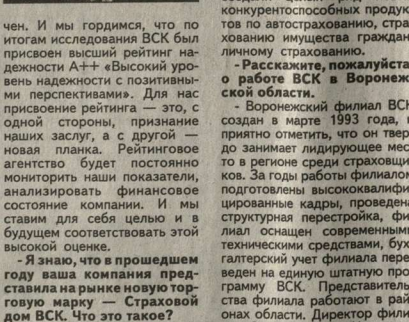 чен. И мы гордимся, что по
итогам исследования ВСК был
присвоен высший рейтинг на-
дежности А++ «Высокий уро-
вень надежности с позитивны-
ми перспективами». Для нас
присвоение рейтинга — это, с
одной стороны, признание
наших заслуг, а с другой —
новая планка. Рейтинговое
агентство будет постоянно
мониторить наши показатели,
анализировать финансовое
состояние компании. И мы
ставим для себя целью и в
будущем соответствовать этой
высокой оценке.
- Я знаю, что в прошедшем
году ваша компания пред-
ставила на рынке новую тор-
говую марку — Страховой
дом ВСК. Что это такое?
конкурентоспособных продук
тов по автострахованию, стра
хованию имущества граждан
личному страхованию.
- Расскажите, пожалуйста
о работе ВСК в Воронеж
ской области.
- Воронежский филиал ВСК
создан в марте 1993 года, и
приятно отметить, что он твер
до занимает лидирующее мес
то в регионе среди страховщи
ков. За годы работы филиалом
подготовлены высококвалифи
цированные кадры, проведена
структурная перестройка, фи
лиал оснащен современными
техническими средствами, бух
галтерский учет филиала пере
веден на единую штатную про
грамму ВСК. Представитель
ства филиала работают в рай
онах области. Директор фили